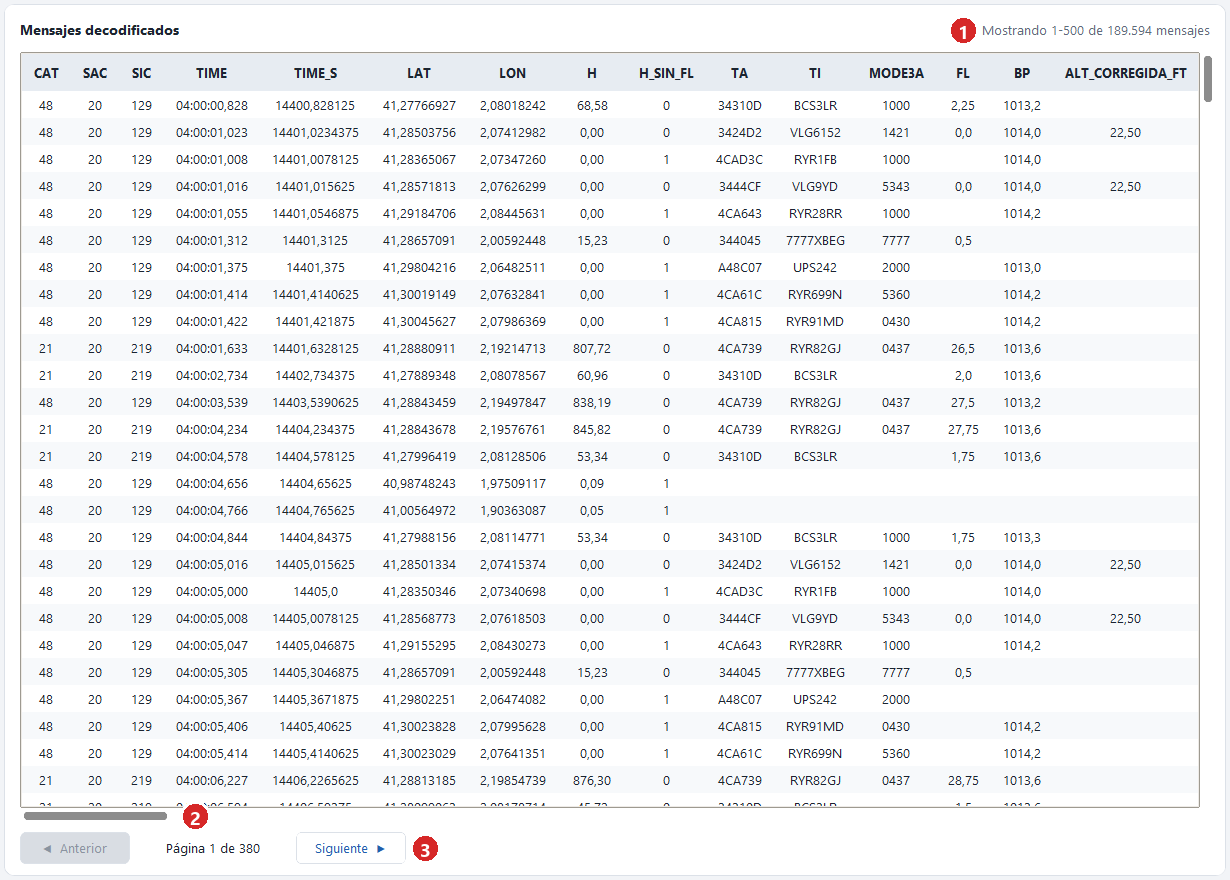 Mensajes decodificados 1 Mostrando 1-500 de 189.594 mensajes
CAT SAC SIC TIME TIME_S LAT LON H H_SIN_FL TA TI MODE3A FL BP ALT_CORREGIDA_FT
48 20 129 04:00:00,828 14400,828125 41,27766927 2,08018242 68,58 0 34310D BCS3LR 1000 2,25 1013,2
48 20 129 04:00:01,023 14401,0234375 41,28503756 2,07412982 0,00 0 3424D2 VLG6152 1421 0,0 1014,0 22,50
48 20 129 04:00:01,008 14401,0078125 41,28365067 2,07347260 0,00 1 4CAD3C RYR1FB 1000 1014,0
48 20 129 04:00:01,016 14401,015625 41,28571813 2,07626299 0,00 0 3444CF VLG9YD 5343 0,0 1014,0 22,50
48 20 129 04:00:01,055 14401,0546875 41,29184706 2,08445631 0,00 1 4CA643 RYR28RR 1000 1014,2
48 20 129 04:00:01,312 14401,3125 41,28657091 2,00592448 15,23 0 344045 7777XBEG 7777 0,5
48 20 129 04:00:01,375 14401,375 41,29804216 2,06482511 0,00 1 A48C07 UPS242 2000 1013,0
48 20 129 04:00:01,414 14401,4140625 41,30019149 2,07632841 0,00 1 4CA61C RYR699N 5360 1014,2
48 20 129 04:00:01,422 14401,421875 41,30045627 2,07986369 0,00 1 4CA815 RYR91MD 0430 1014,2
21 20 219 04:00:01,633 14401,6328125 41,28880911 2,19214713 807,72 0 4CA739 RYR82GJ 0437 26,5 1013,6
21 20 219 04:00:02,734 14402,734375 41,27889348 2,08078567 60,96 0 34310D BCS3LR 2,0 1013,6
48 20 129 04:00:03,539 14403,5390625 41,28843459 2,19497847 838,19 0 4CA739 RYR82GJ 0437 27,5 1013,2
21 20 219 04:00:04,234 14404,234375 41,28843678 2,19576761 845,82 0 4CA739 RYR82GJ 0437 27,75 1013,6
21 20 219 04:00:04,578 14404,578125 41,27996419 2,08128506 53,34 0 34310D BCS3LR 1,75 1013,6
48 20 129 04:00:04,656 14404,65625 40,98748243 1,97509117 0,09 1
48 20 129 04:00:04,766 14404,765625 41,00564972 1,90363087 0,05 1
48 20 129 04:00:04,844 14404,84375 41,27988156 2,08114771 53,34 0 34310D BCS3LR 1000 1,75 1013,3
48 20 129 04:00:05,016 14405,015625 41,28501334 2,07415374 0,00 0 3424D2 VLG6152 1421 0,0 1014,0 22,50
48 20 129 04:00:05,000 14405,0 41,28350346 2,07340698 0,00 1 4CAD3C RYR1FB 1000 1014,0
48 20 129 04:00:05,008 14405,0078125 41,28568773 2,07618503 0,00 0 3444CF VLG9YD 5343 0,0 1014,0 22,50
48 20 129 04:00:05,047 14405,046875 41,29155295 2,08430273 0,00 1 4CA643 RYR28RR 1000 1014,2
48 20 129 04:00:05,305 14405,3046875 41,28657091 2,00592448 15,23 0 344045 7777XBEG 7777 0,5
48 20 129 04:00:05,367 14405,3671875 41,29802251 2,06474082 0,00 1 A48C07 UPS242 2000
48 20 129 04:00:05,406 14405,40625 41,30023828 2,07995628 0,00 1 4CA815 RYR91MD 0430 1014,2
48 20 129 04:00:05,414 14405,4140625 41,30023029 2,07641351 0,00 1 4CA61C RYR699N 5360 1014,2
21 20 219 04:00:06,227 14406,2265625 41,28813185 2,19854739 876,30 0 4CA739 RYR82GJ 0437 28,75 1013,6
2
◄ Anterior Página 1 de 380 Siguiente ► 3